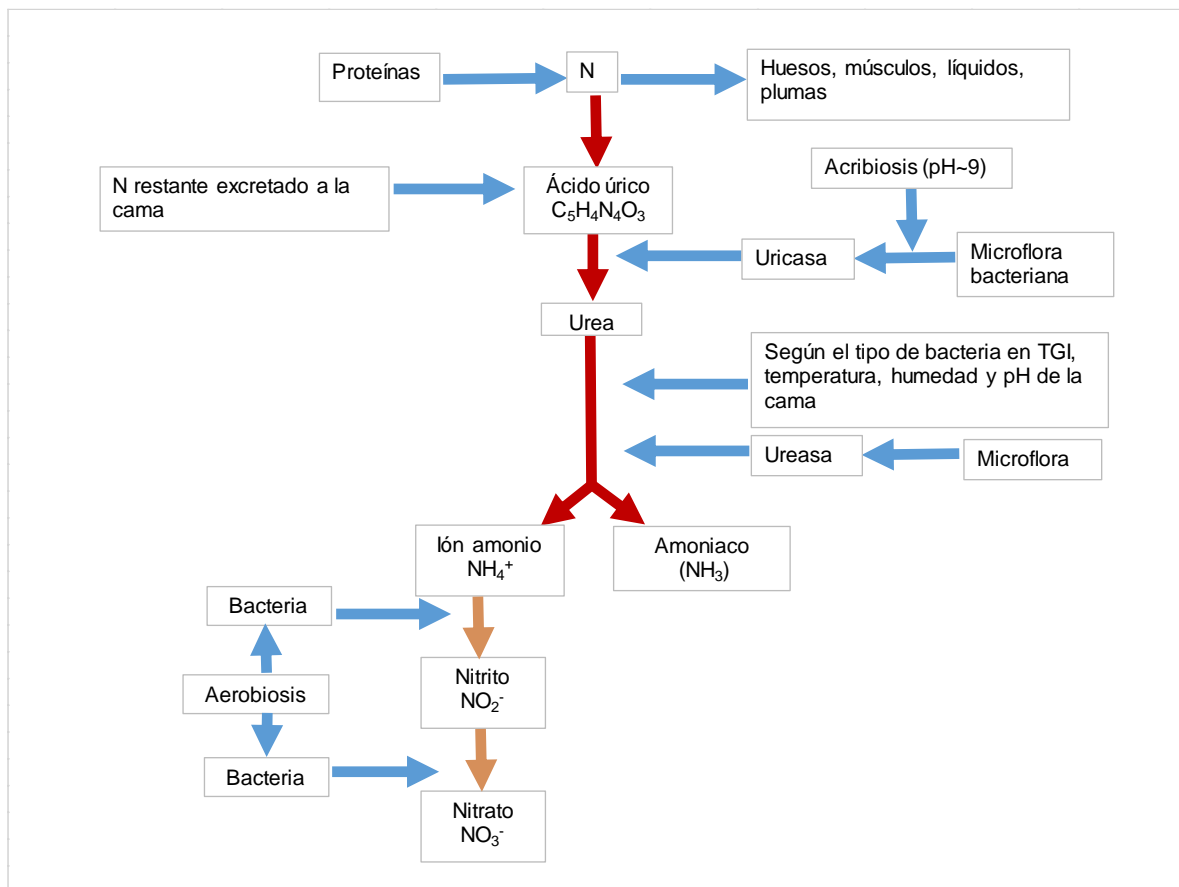 Proteínas
N
Huesos, músculos, líquidos,
plumas
N restante excretado a la
cama
Ácido úrico
C₅H₄N₄O₃
Acribiosis (pH~9)
Uricasa
Microflora
bacteriana
Urea
Según el tipo de bacteria en TGI,
temperatura, humedad y pH de la
cama
Ureasa
Microflora
Ión amonio
NH₄⁺
Amoniaco
(NH₃)
Bacteria
Aerobiosis
Nitrito
NO₂⁻
Bacteria
Nitrato
NO₃⁻